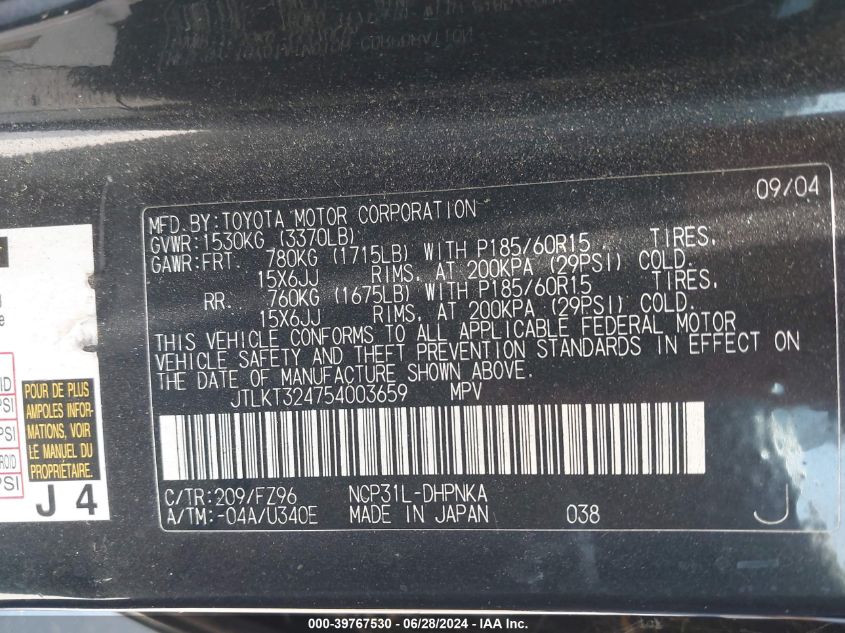 09/04
MFD.BY:TOYOTA MOTOR CORPORATION
GVWR:1530KG (3370LB)
GAWR:FRT 780KG (1715LB) WITH P185/60R15 TIRES.
15X6JJ RIMS. AT 200KPA (29PSI) COLD.
RR. 760KG (1675LB) WITH P185/60R15 TIRES.
15X6JJ RIMS. AT 200KPA (29PSI) COLD.
THIS VEHICLE CONFORMS TO ALL APPLICABLE FEDERAL MOTOR
VEHICLE SAFETY AND THEFT PREVENTION STANDARDS IN EFFECT ON
THE DATE OF MANUFACTURE SHOWN ABOVE.
JTLKT324754003659 MPV
C/TR:209/FZ96 NCP31L-DHPNKA
A/TM:-04A/U340E MADE IN JAPAN 038 J
POUR DE PLUS
AMPLES INFOR-
MATIONS, VOIR
LE MANUEL DU
PROPRIÉTAIRE.
PSI
PSI
PSI
J 4
000-39767530 - 06/28/2024 - IAA Inc.